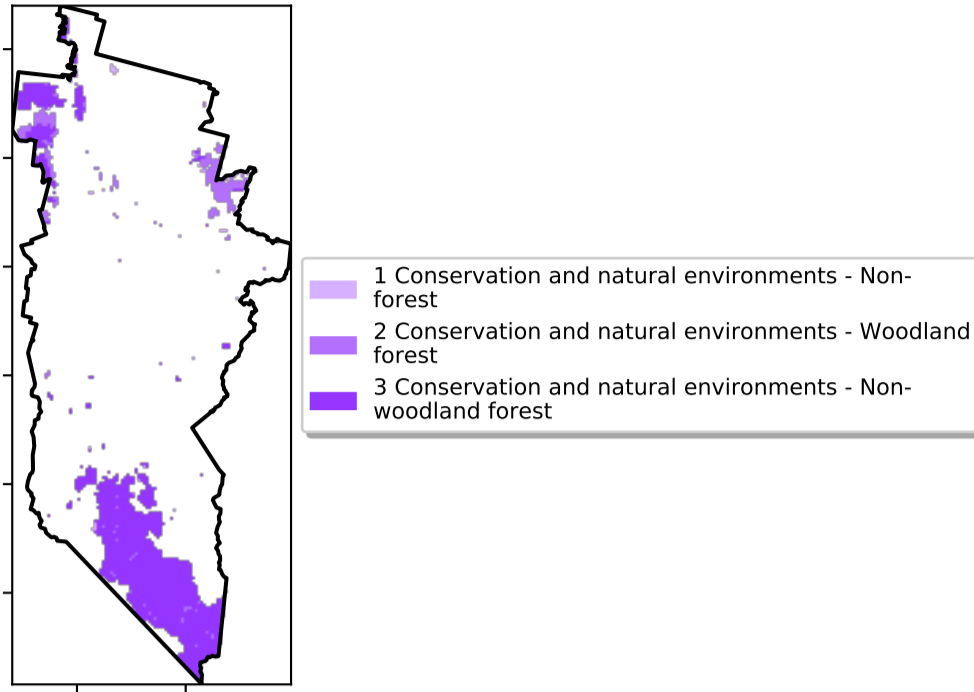 1 Conservation and natural environments - Non-
forest
2 Conservation and natural environments - Woodland
forest
3 Conservation and natural environments - Non-
woodland forest